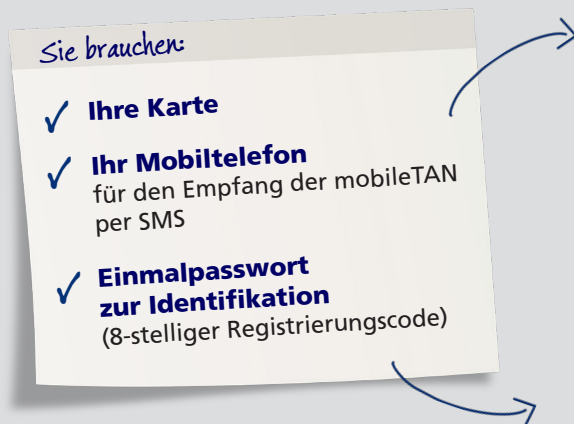 Sie brauchen:
Ihre Karte
Ihr Mobiltelefon
für den Empfang der mobileTAN
per SMS
Einmalpasswort
zur Identifikation
(8-stelliger Registrierungscode)